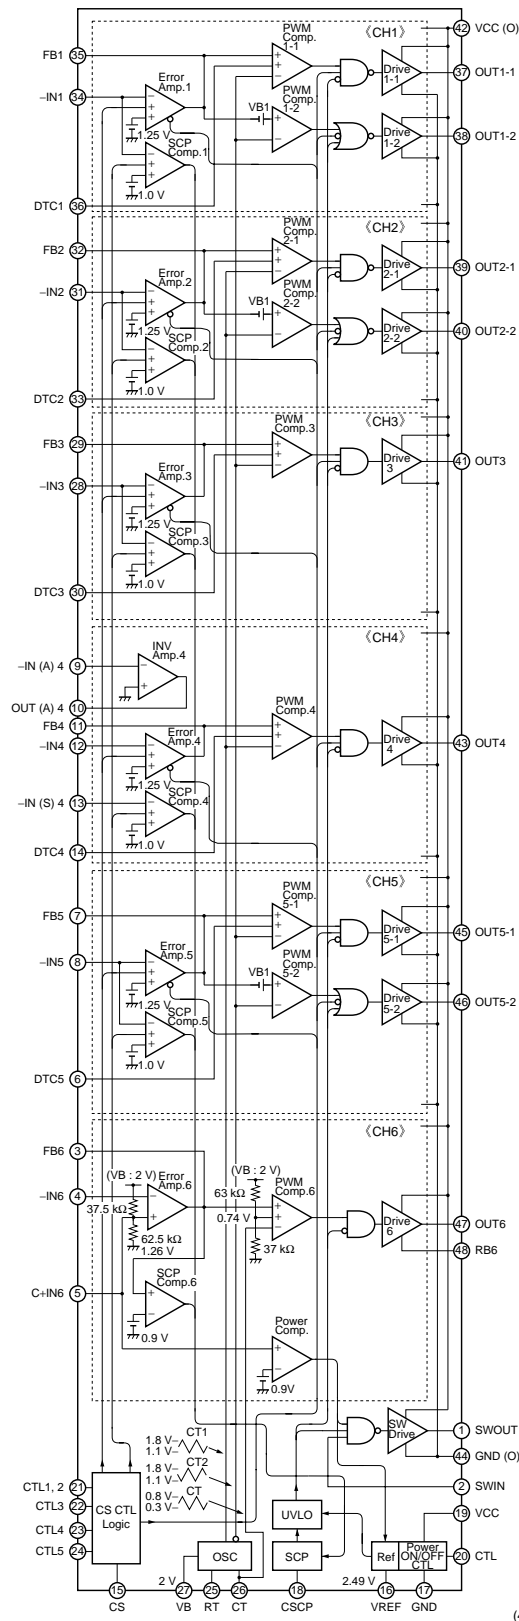 《CH1》
42 VCC (O)
FB1 35
PWM
Comp.
1-1
Drive
1-1
37 OUT1-1
–IN1 34
Error
Amp.1
1.25 V
VB1
PWM
Comp.
1-2
Drive
1-2
38 OUT1-2
SCP
Comp.1
1.0 V
DTC1 36
《CH2》
FB2 32
PWM
Comp.
2-1
Drive
2-1
39 OUT2-1
–IN2 31
Error
Amp.2
1.25 V
VB1
PWM
Comp.
2-2
Drive
2-2
40 OUT2-2
SCP
Comp.2
1.0 V
DTC2 33
《CH3》
FB3 29
PWM
Comp.3
Drive
3
41 OUT3
–IN3 28
Error
Amp.3
1.25 V
SCP
Comp.3
1.0 V
DTC3 30
《CH4》
–IN (A) 4 9
INV
Amp.4
OUT (A) 4 10
FB4 11
PWM
Comp.4
Drive
4
43 OUT4
–IN4 12
Error
Amp.4
1.25 V
–IN (S) 4 13
SCP
Comp.4
1.0 V
DTC4 14
《CH5》
FB5 7
PWM
Comp.
5-1
Drive
5-1
45 OUT5-1
–IN5 8
Error
Amp.5
1.25 V
VB1
PWM
Comp.
5-2
Drive
5-2
46 OUT5-2
SCP
Comp.5
1.0 V
DTC5 6
《CH6》
FB6 3
–IN6 4
(VB : 2 V)
37.5 kΩ
62.5 kΩ
1.26 V
Error
Amp.6
(VB : 2 V)
63 kΩ
0.74 V
37 kΩ
PWM
Comp.6
Drive
6
47 OUT6
48 RB6
C+IN6 5
SCP
Comp.6
0.9 V
Power
Comp.
0.9V
SW
Drive
1 SWOUT
44 GND (O)
2 SWIN
19 VCC
20 CTL
CTL1, 2 21
CTL3 22
CTL4 23
CTL5 24
CS CTL
Logic
1.8 V
1.1 V
CT1
1.8 V
1.1 V
CT2
0.8 V
0.3 V
CT
OSC
UVLO
SCP
Ref
Power
ON/OFF
CTL
2 V
2.49 V
15
CS
27
VB
25
RT
26
CT
18
CSCP
16
VREF
17
GND